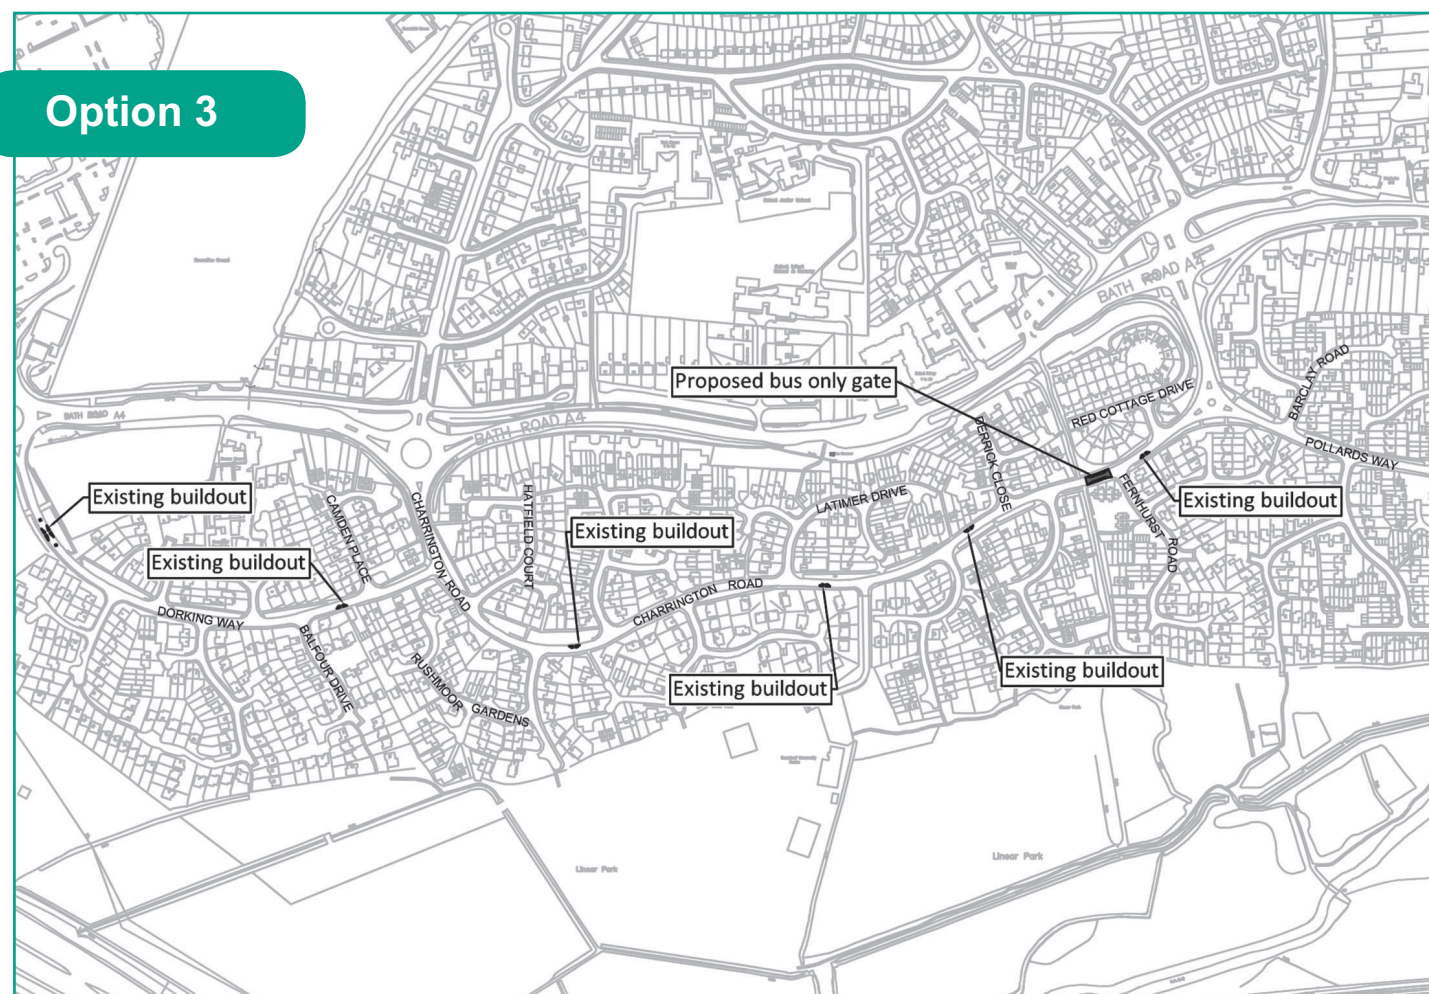 Option 3
BATH ROAD A4
Proposed bus only gate
BARCLAY ROAD
RED COTTAGE DRIVE
BATH ROAD A4
BATH ROAD A4
DERRICK CLOSE
POLLARDS WAY
Existing buildout
Existing buildout
CAMDEN PLACE
CHARRINGTON ROAD
HATFIELD COURT
LATIMER DRIVE
FERNHURST ROAD
Existing buildout
Existing buildout
CHARRINGTON ROAD
DORKING WAY
BALFOUR DRIVE
RUSHMOOR GARDENS
Existing buildout
Existing buildout
Linear Park
Linear Park